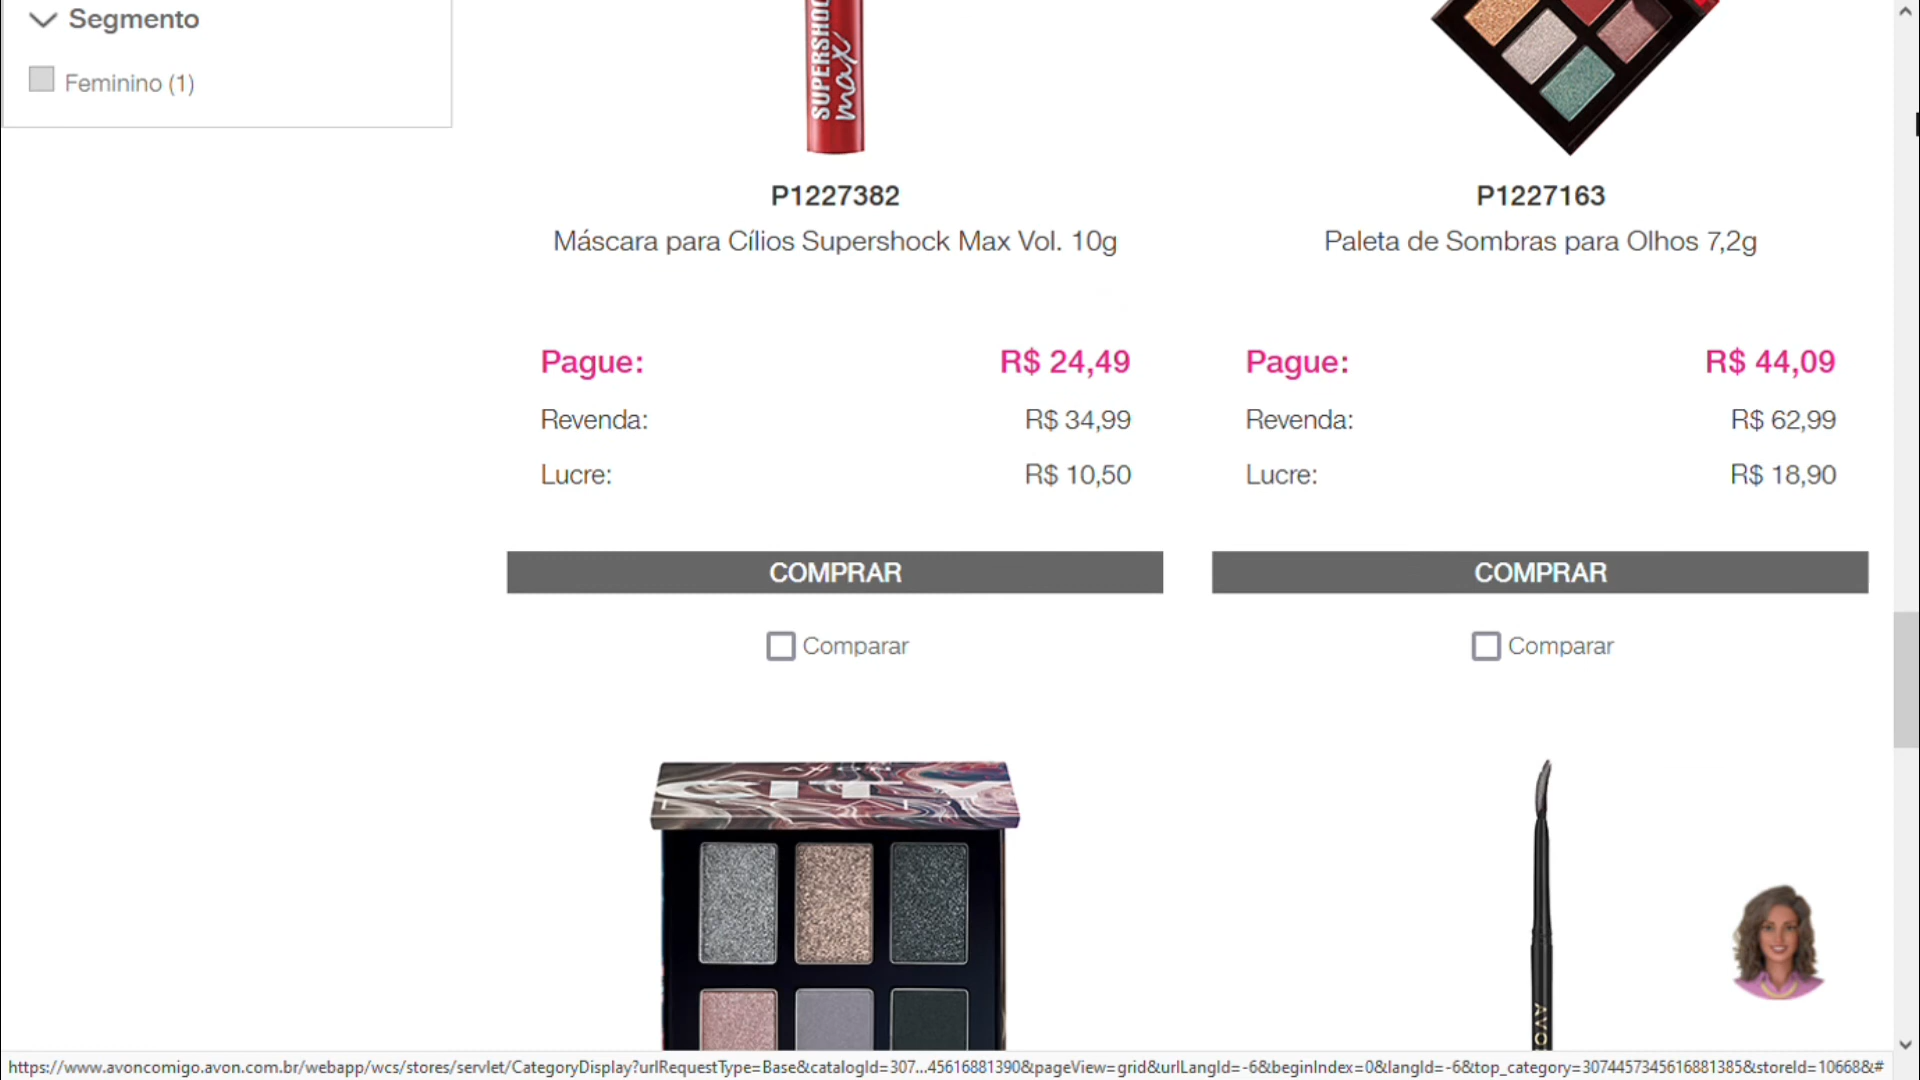 Segmento
Feminino (1)
SUPERSHOC
max
P1227382
P1227163
Máscara para Cílios Supershock Max Vol. 10g
Paleta de Sombras para Olhos 7,2g
Pague:
R$ 24,49
Pague:
R$ 44,09
Revenda:
R$ 34,99
Revenda:
R$ 62,99
Lucre:
R$ 10,50
Lucre:
R$ 18,90
COMPRAR
COMPRAR
Comparar
Comparar
AVO
https://www.avoncomigo.avon.com.br/webapp/wcs/stores/servlet/CategoryDisplay?urlRequestType=Base&catalogId=307...45616881390&pageView=grid&urlLangId=-6&beginIndex=0&langId=-6&top_category=3074457345616881385&storeId=10668&#